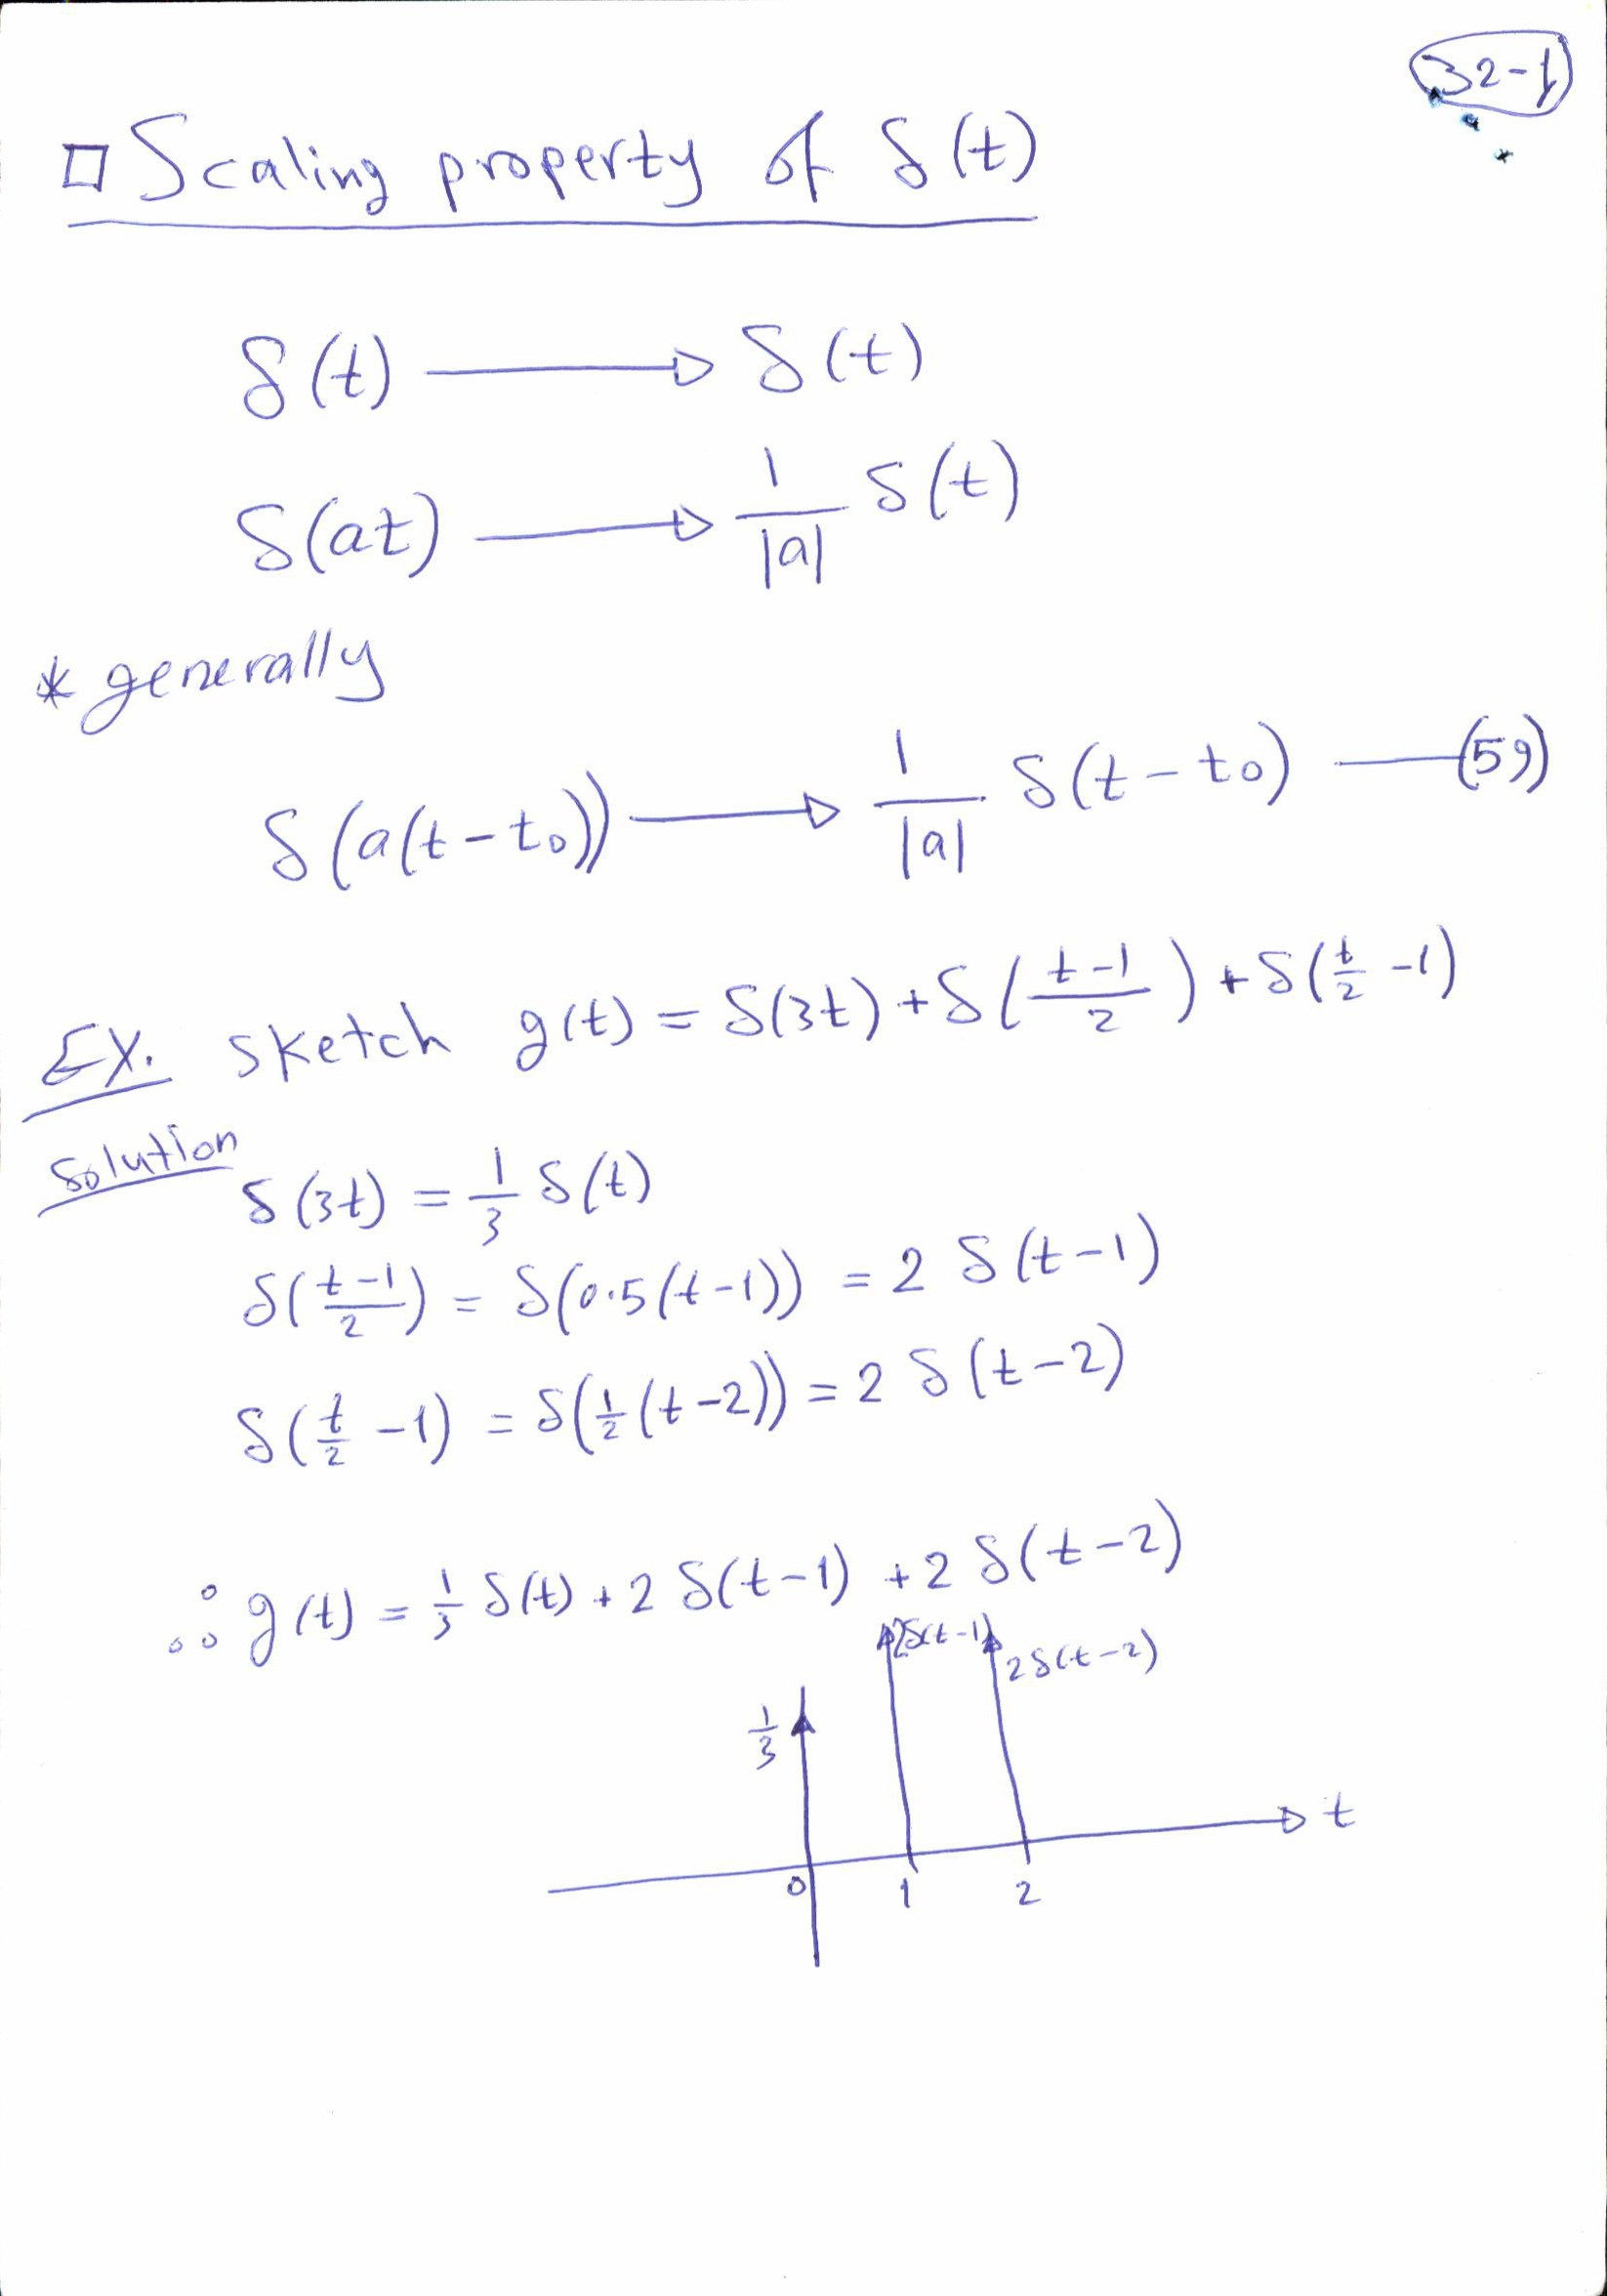 32-1
□ Scaling property of δ(t)
δ(t) ⟶ δ(t)
δ(at) ⟶ 1/|a| δ(t)
* generally
δ(a(t-t0)) ⟶ 1/|a| δ(t-t0) — (59)
EX. sketch g(t) = δ(3t) + δ((t-1)/2) + δ(t/2 -1)
Solution
δ(3t) = 1/3 δ(t)
δ((t-1)/2) = δ(0.5(t-1)) = 2 δ(t-1)
δ(t/2 -1) = δ(1/2(t-2)) = 2 δ(t-2)
∴ g(t) = 1/3 δ(t) + 2 δ(t-1) + 2 δ(t-2)
2δ(t-1)
2δ(t-2)
1/3
t
0 1 2